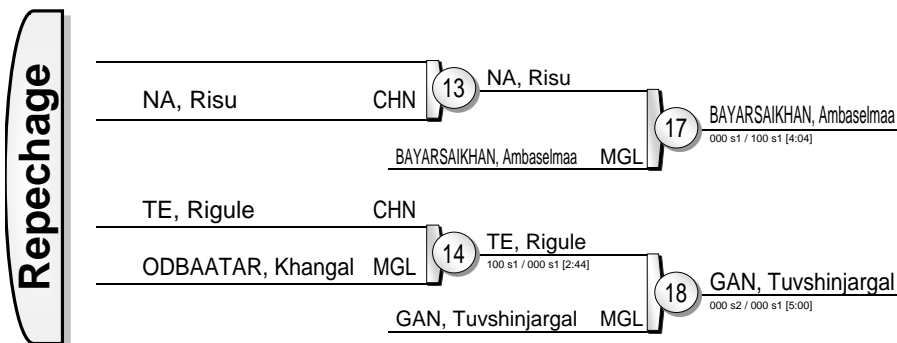 Repechage
NA, Risu CHN
13
NA, Risu
BAYARSAIKHAN, Ambaselmaa MGL
17
BAYARSAIKHAN, Ambaselmaa
000 s1 / 100 s1 [4:04]
TE, Rigule CHN
ODBAATAR, Khangal MGL
14
TE, Rigule
100 s1 / 000 s1 [2:44]
GAN, Tuvshinjargal MGL
18
GAN, Tuvshinjargal
000 s2 / 000 s1 [5:00]